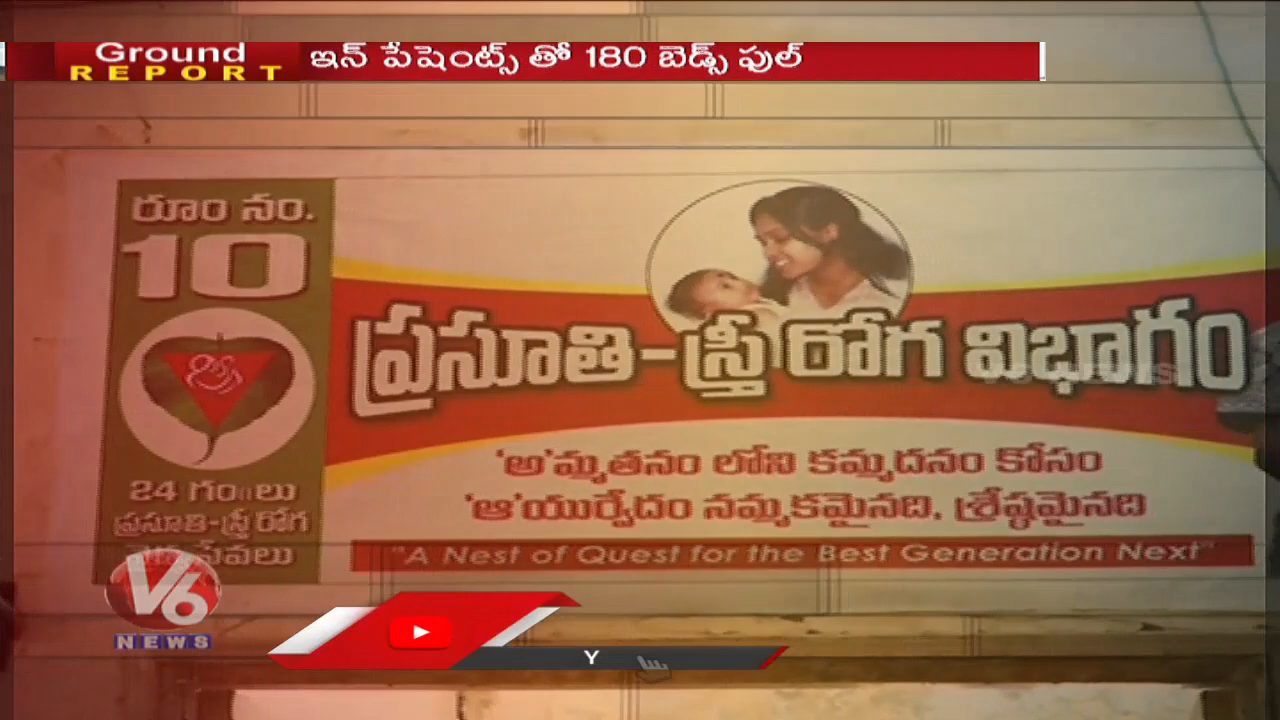 Ground
REPORT
ఇన్ పేషెంట్స్ తో 180 బెడ్స్ ఫుల్
రూం నం.
10
ప్రసూతి-స్త్రీ రోగ విభాగం
'అ'మ్మతనం లోని కమ్మదనం కోసం
'ఆ'యుర్వేదం నమ్మకమైనది, శ్రేష్ఠమైనది
"A Nest of Quest for the Best Generation Next"
24 గం॥లు
ప్రసూతి-స్త్రీ రోగ
సేవలు
V6
NEWS
Y